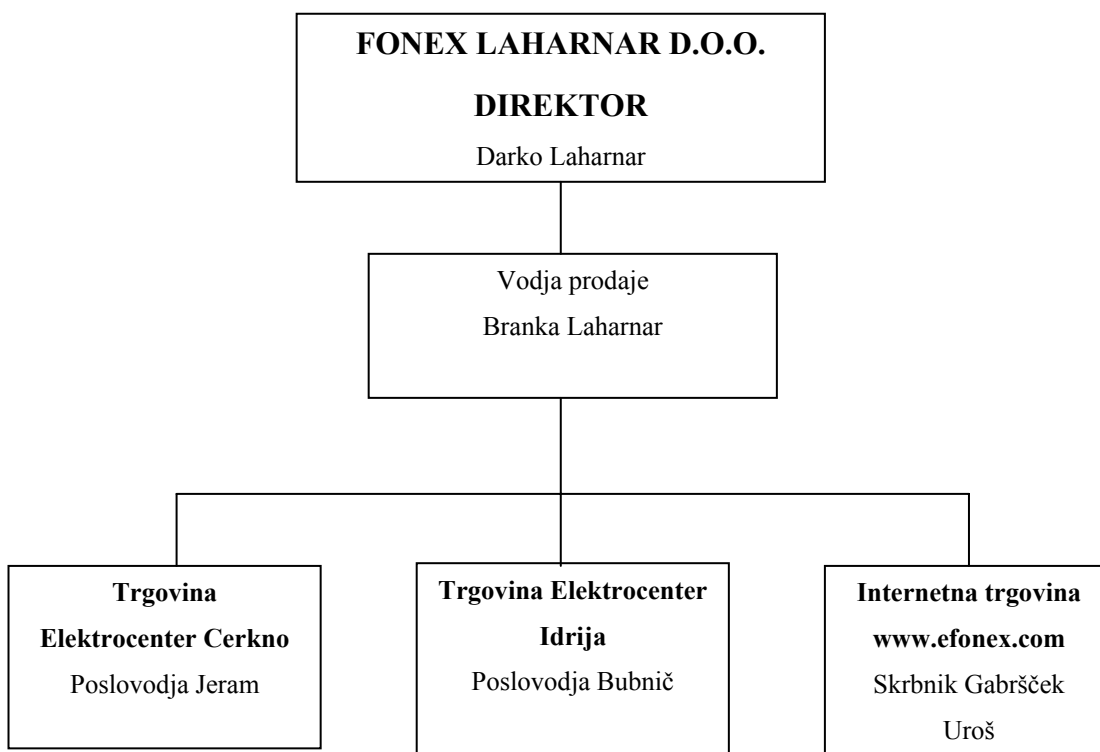 FONEX LAHARNAR D.O.O.
DIREKTOR
Darko Laharnar
Vodja prodaje
Branka Laharnar
Trgovina
Elektrocenter Cerkno
Poslovodja Jeram
Trgovina Elektrocenter
Idrija
Poslovodja Bubnič
Internetna trgovina
www.efonex.com
Skrbnik Gabršček
Uroš